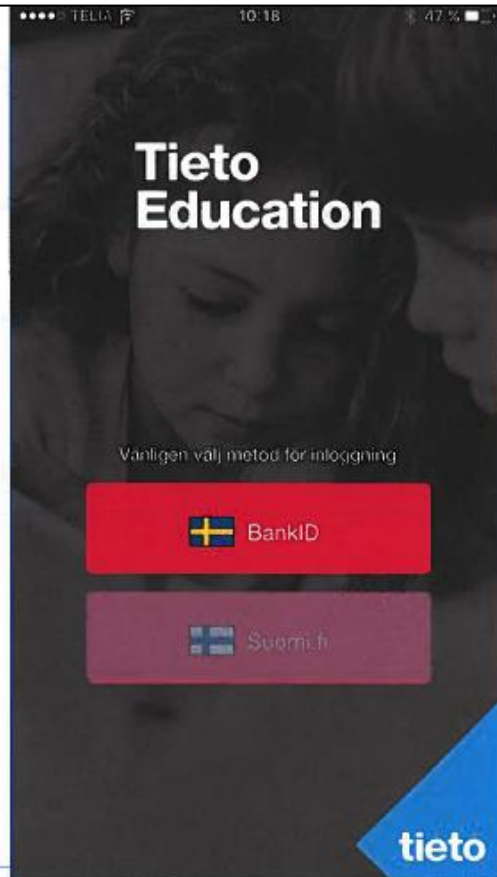 TELIA 10:18 47 %
Tieto
Education
Vänligen välj metod för inloggning
BankID
Suomi.fi
tieto